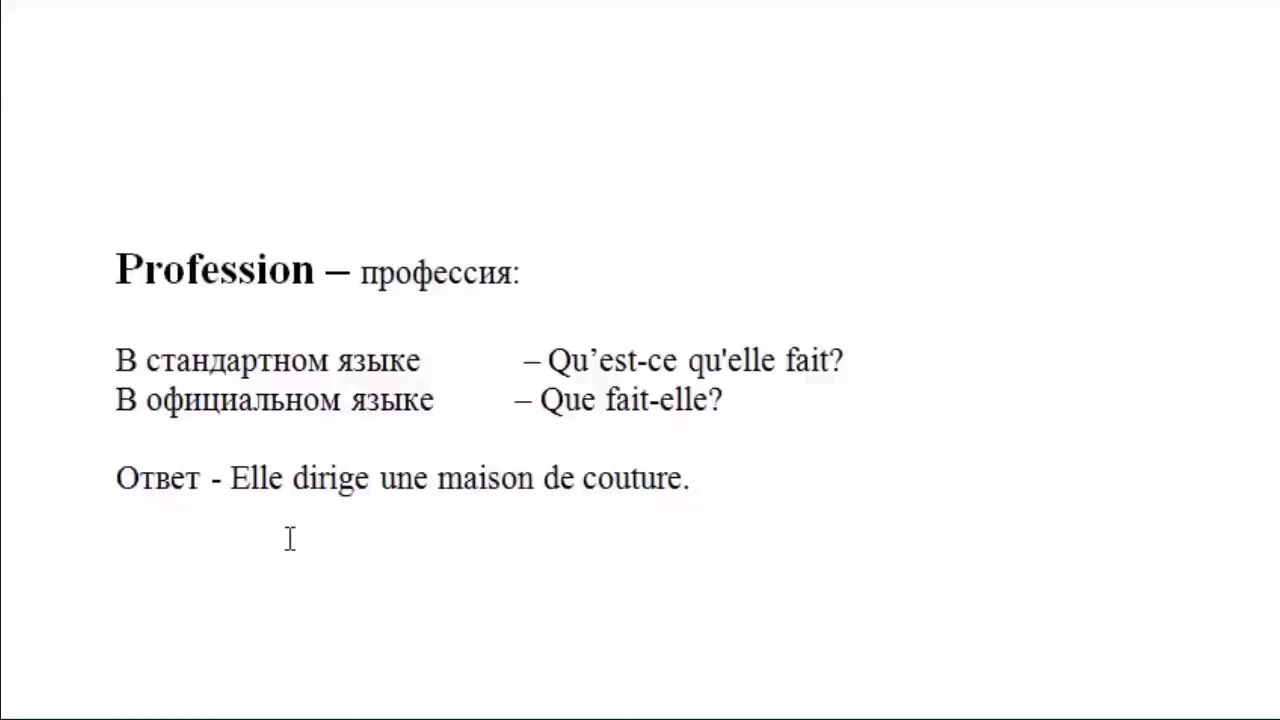 Profession – профессия:
В стандартном языке – Qu’est-ce qu'elle fait?
В официальном языке – Que fait-elle?
Ответ - Elle dirige une maison de couture.